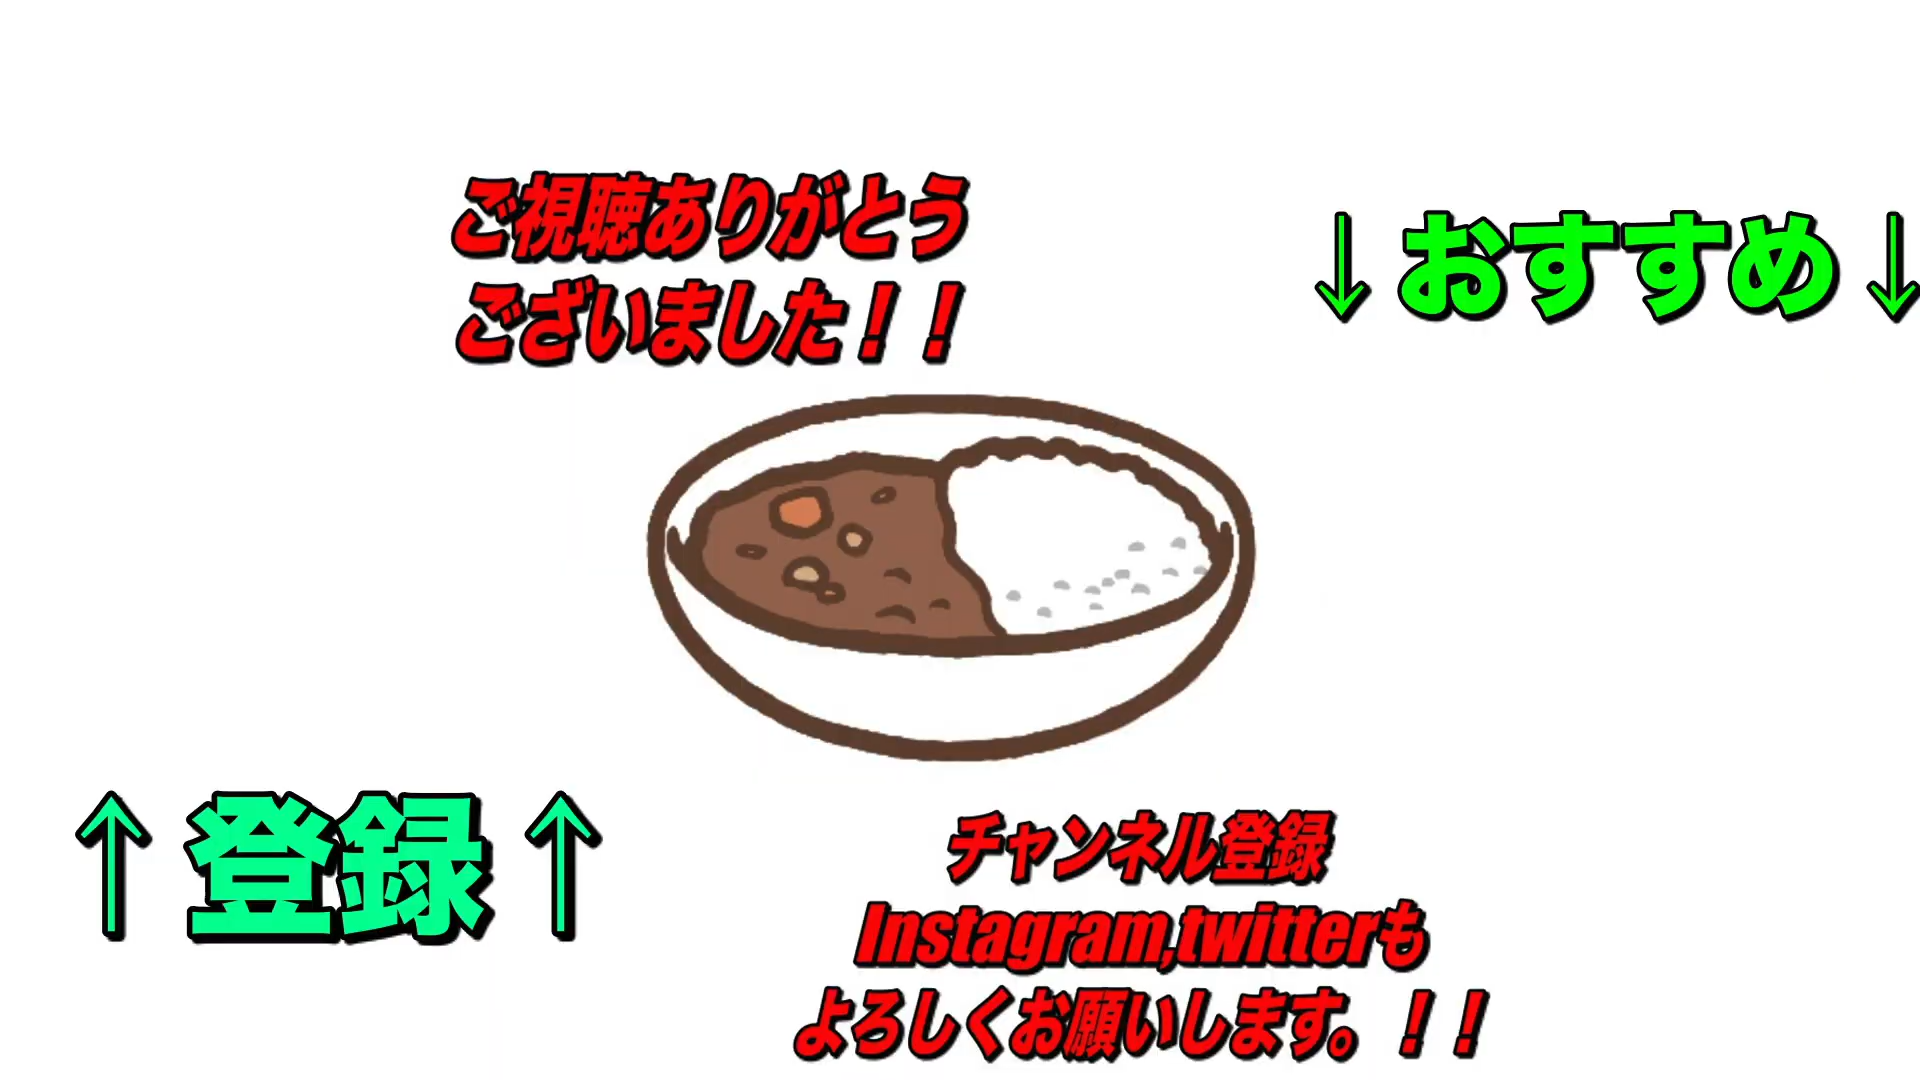 ご視聴ありがとう
ございました！！
↓おすすめ↓
↑登録↑
チャンネル登録
Instagram,twitterも
よろしくお願いします。！！